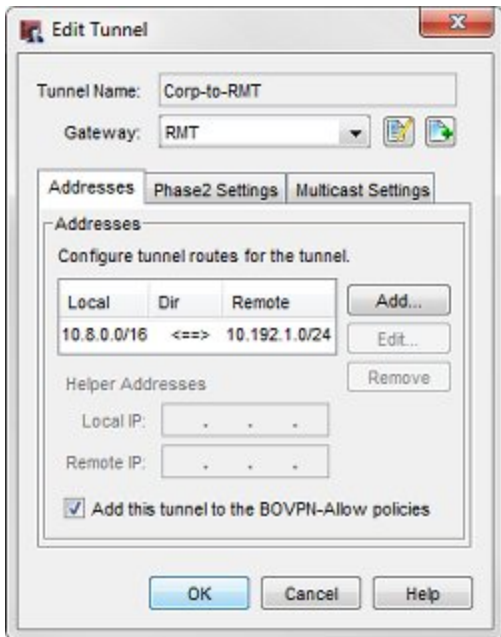 Edit Tunnel
Tunnel Name: Corp-to-RMT
Gateway: RMT
Addresses Phase2 Settings Multicast Settings
Addresses
Configure tunnel routes for the tunnel.
Local Dir Remote Add...
10.8.0.0/16 <==> 10.192.1.0/24 Edit...
Helper Addresses Remove
Local IP: . . .
Remote IP: . . .
Add this tunnel to the BOVPN-Allow policies
OK Cancel Help